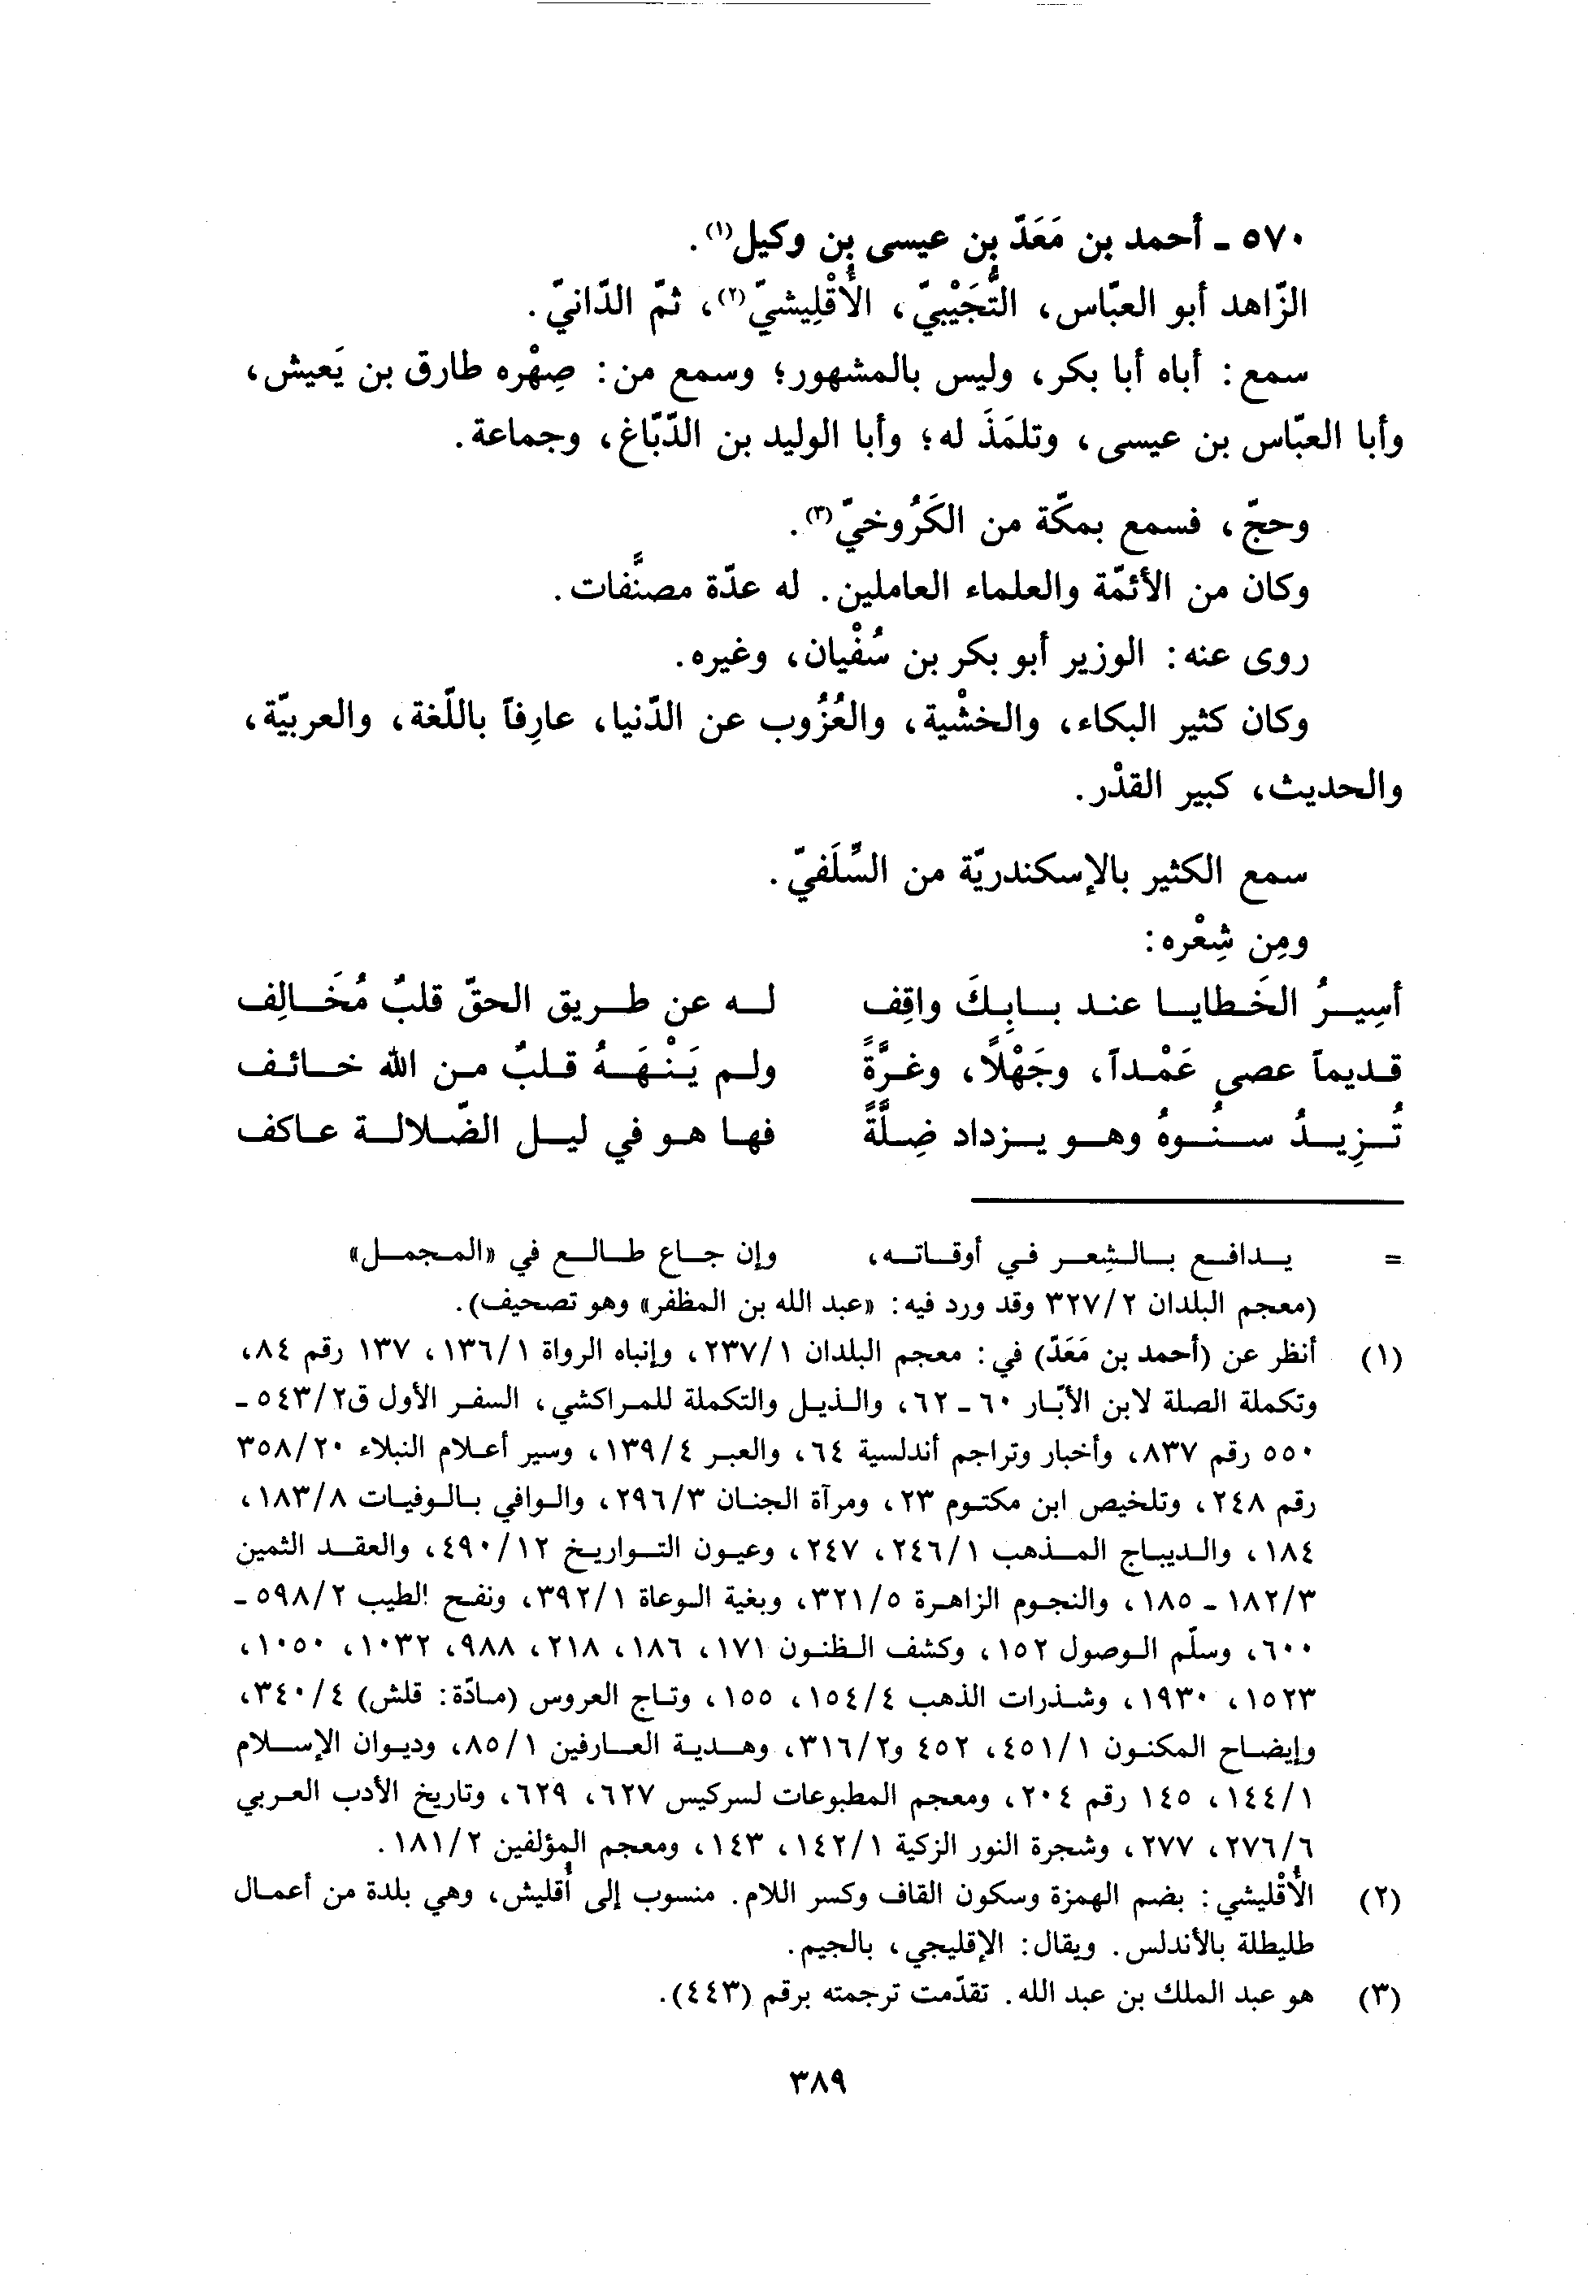 ٥٧٠ ـ أحمد بن مَعَدّ بن عيسى بن وكيل(١).
الزّاهد أبو العبّاس، التُّجَيْبيّ، الأُقْلِيشيّ(٢)، ثمّ الدّانيّ.
سمع: أباه أبا بكر، وليس بالمشهور؛ وسمع من: صِهْره طارق بن يَعيش،
وأبا العبّاس بن عيسى، وتلمَذَ له؛ وأبا الوليد بن الدّبّاغ، وجماعة.
وحجّ، فسمع بمكّة من الكَرُوخيّ(٣).
وكان من الأئمّة والعلماء العاملين. له عدّة مصنَّفات.
روى عنه: الوزير أبو بكر بن سُفْيان، وغيره.
وكان كثير البكاء، والخشْية، والعُزُوب عن الدّنيا، عارِفاً باللّغة، والعربيّة،
والحديث، كبير القدْر.
سمع الكثير بالإسكندريّة من السِّلَفيّ.
ومِن شِعْره:
أسِيرُ الخَطايا عند بابِكَ واقِف له عن طريق الحقّ قلبٌ مُخَالِف
قديماً عصى عَمْداً، وجَهْلاً، وغرَّةً ولم يَنْهَهُ قلبٌ من الله خائف
تُزِيدُ سنُوهُ وهو يزداد ضِلَّةً فها هو في ليل الضّلالة عاكف
= يدافع بالشِعر في أوقاته، وإن جاع طالع في «المجمل»
(معجم البلدان ٣٢٧/٢ وقد ورد فيه: «عبد الله بن المظفر» وهو تصحيف).
(١) أنظر عن (أحمد بن مَعَدّ) في: معجم البلدان ٢٣٧/١، وإنباه الرواة ١٣٦/١، ١٣٧ رقم ٨٤،
وتكملة الصلة لابن الأبّار ٦٠ ـ ٦٢، والذيل والتكملة للمراكشي، السفر الأول ق٥٤٣/٢ ـ
٥٥٠ رقم ٨٣٧، وأخبار وتراجم أندلسية ٦٤، والعبر ١٣٩/٤، وسير أعلام النبلاء ٣٥٨/٢٠
رقم ٢٤٨، وتلخيص ابن مكتوم ٢٣، ومرآة الجنان ٢٩٦/٣، والوافي بالوفيات ١٨٣/٨،
١٨٤، والديباج المذهب ٢٤٦/١، ٢٤٧، وعيون التواريخ ٤٩٠/١٢، والعقد الثمين
١٨٢/٣ ـ ١٨٥، والنجوم الزاهرة ٣٢١/٥، وبغية الوعاة ٣٩٢/١، ونفح الطيب ٥٩٨/٢ ـ
٦٠٠، وسلّم الوصول ١٥٢، وكشف الظنون ١٧١، ١٨٦، ٢١٨، ٩٨٨، ١٠٣٢، ١٠٥٠،
١٥٢٣، ١٩٣٠، وشذرات الذهب ١٥٤/٤، ١٥٥، وتاج العروس (مادّة: قلش) ٣٤٠/٤،
وإيضاح المكنون ٤٥١/١، ٤٥٢ و٣١٦/٢، وهدية العارفين ٨٥/١، وديوان الإسلام
١٤٤/١، ١٤٥ رقم ٢٠٤، ومعجم المطبوعات لسركيس ٦٢٧، ٦٢٩، وتاريخ الأدب العربي
٢٧٦/٦، ٢٧٧، وشجرة النور الزكية ١٤٢/١، ١٤٣، ومعجم المؤلفين ١٨١/٢.
(٢) الأُقْليشي: بضم الهمزة وسكون القاف وكسر اللام. منسوب إلى أُقليش، وهي بلدة من أعمال
طليطلة بالأندلس. ويقال: الإقليجي، بالجيم.
(٣) هو عبد الملك بن عبد الله. تقدّمت ترجمته برقم (٤٤٣).
٣٨٩